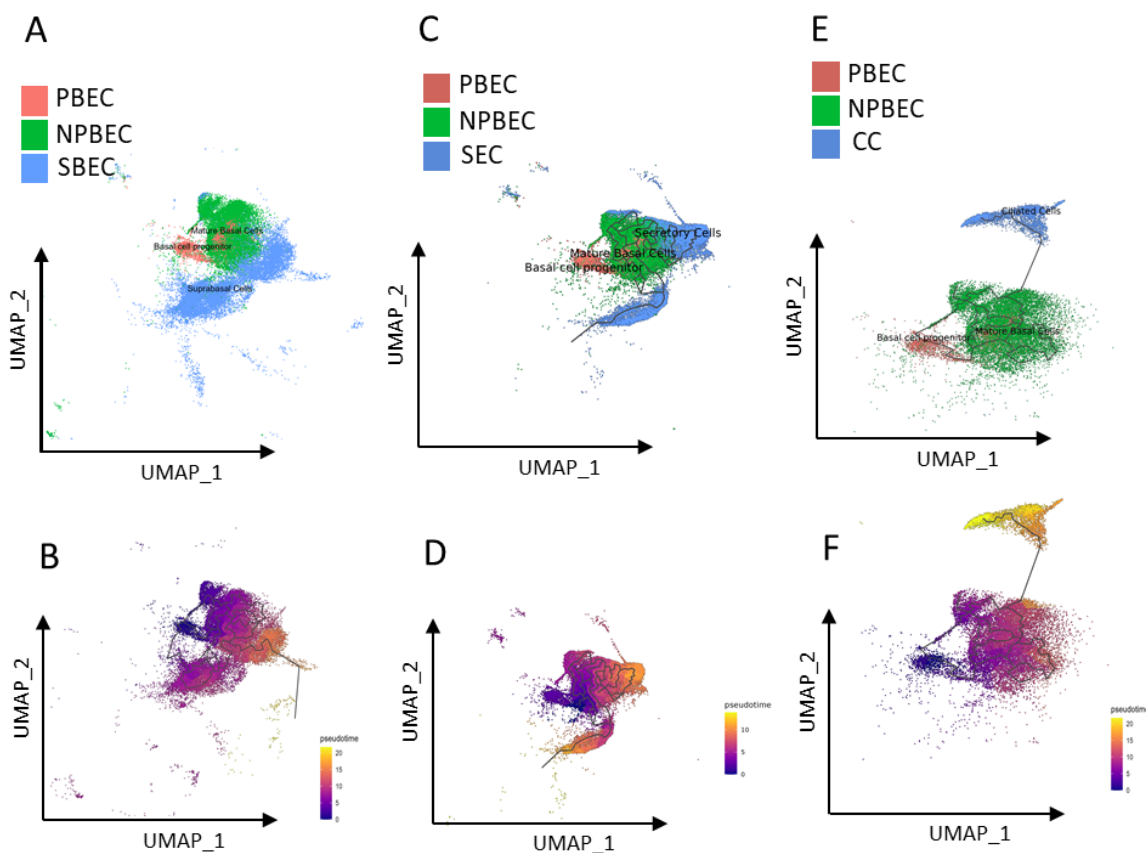 A
PBEC
NPBEC
SBEC
Mature Basal Cells
Basal cell progenitor
Suprabasal Cells
UMAP_2
UMAP_1
C
PBEC
NPBEC
SEC
Secretory Cells
Mature Basal Cells
Basal cell progenitor
UMAP_2
UMAP_1
E
PBEC
NPBEC
CC
Ciliated Cells
Basal cell progenitor
Mature Basal Cells
UMAP_2
UMAP_1
B
UMAP_2
pseudotime
20
15
10
5
0
UMAP_1
D
UMAP_2
pseudotime
10
5
0
UMAP_1
F
UMAP_2
pseudotime
20
15
10
5
0
UMAP_1